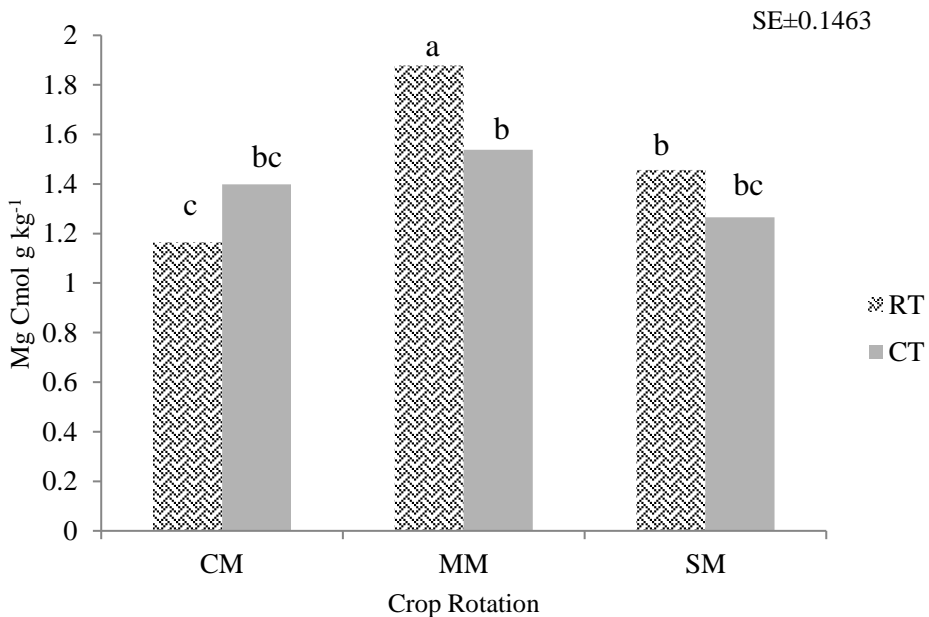 SE±0.1463
2
1.8
1.6
1.4
1.2
1
0.8
0.6
0.4
0.2
0
Mg Cmol g kg⁻¹
c
bc
a
b
b
bc
CM
MM
SM
Crop Rotation
RT
CT